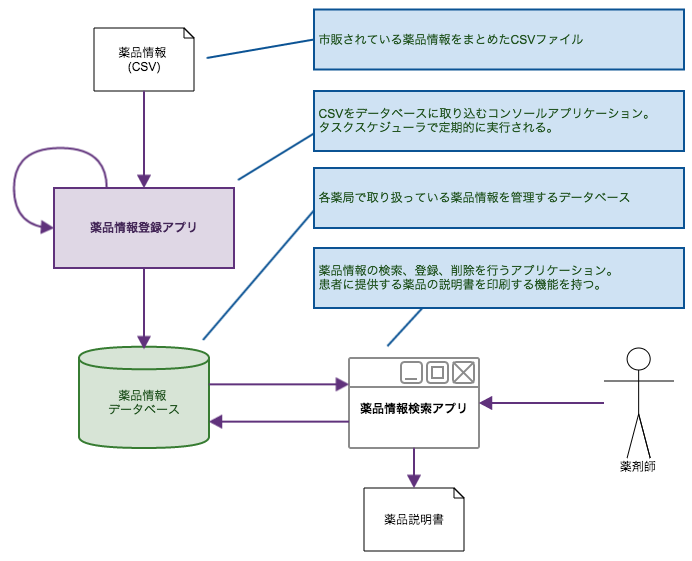 薬品情報
(CSV)
市販されている薬品情報をまとめたCSVファイル
CSVをデータベースに取り込むコンソールアプリケーション。
タスクスケジューラで定期的に実行される。
薬品情報登録アプリ
各薬局で取り扱っている薬品情報を管理するデータベース
薬品情報の検索、登録、削除を行うアプリケーション。
患者に提供する薬品の説明書を印刷する機能を持つ。
薬品情報
データベース
薬品情報検索アプリ
薬剤師
薬品説明書